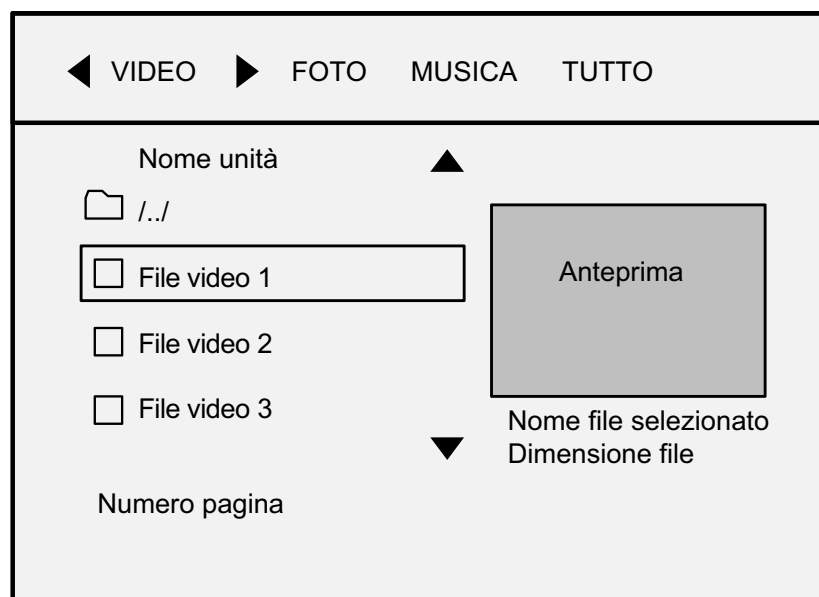 VIDEO FOTO MUSICA TUTTO
Nome unità
/../
File video 1
File video 2
File video 3
Anteprima
Nome file selezionato
Dimensione file
Numero pagina